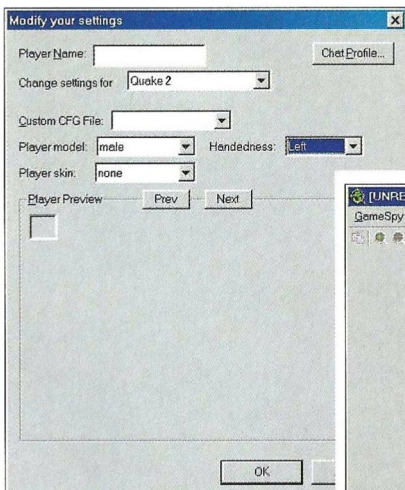 Modify your settings
Player Name:
Chat Profile...
Change settings for Quake 2
Custom CFG File:
Player model: male Handedness: Left
Player skin: none
Player Preview Prev Next
GameSpy
OK